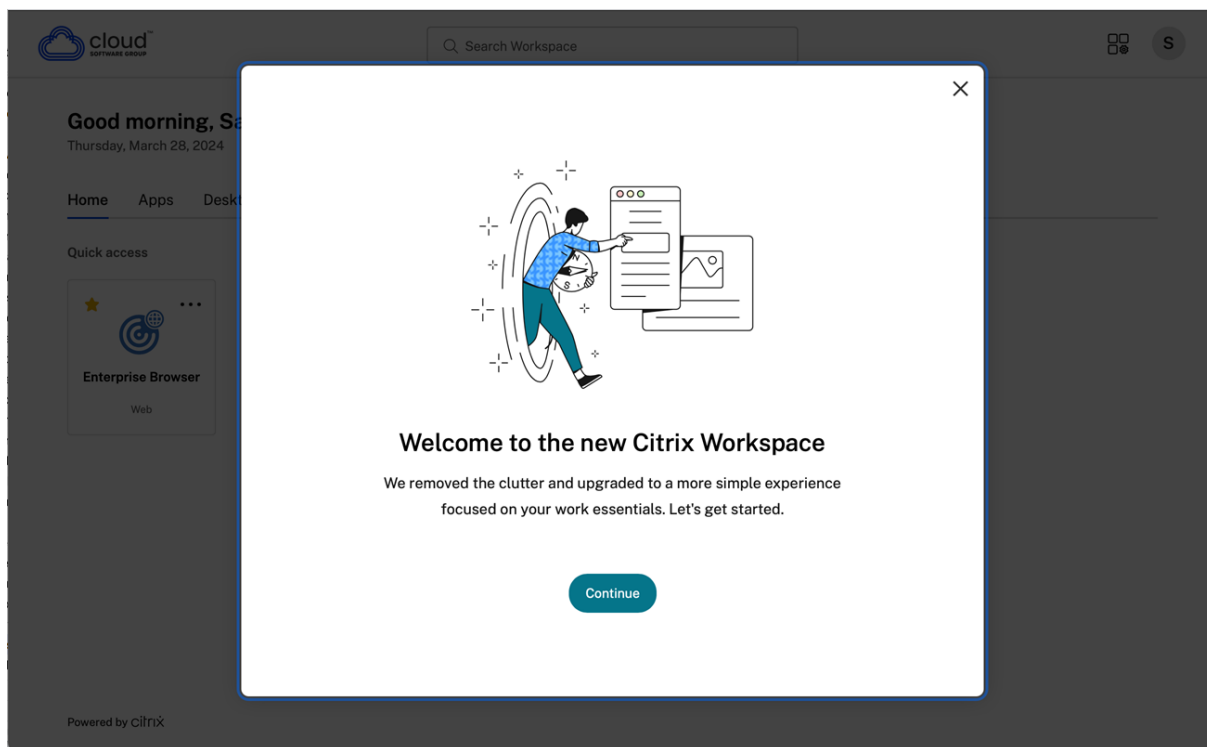 cloud™
SOFTWARE GROUP
Search Workspace
S
Good morning, Sa
Thursday, March 28, 2024
Home Apps Deskt
Quick access
Enterprise Browser
Web
N
S
Welcome to the new Citrix Workspace
We removed the clutter and upgraded to a more simple experience
focused on your work essentials. Let's get started.
Continue
Powered by citrix